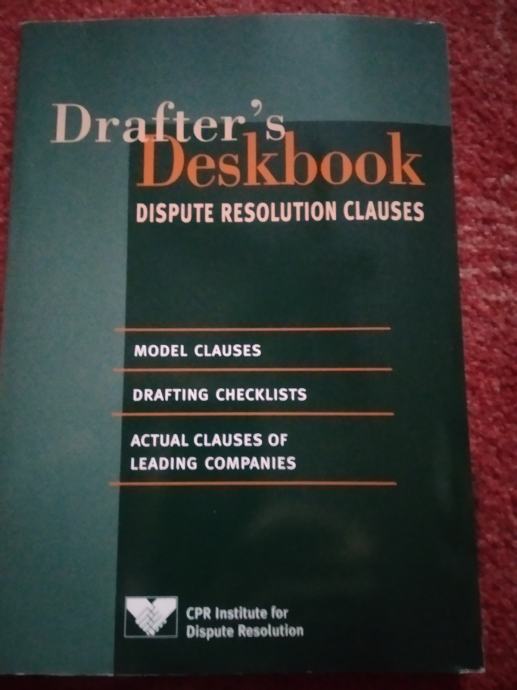 Drafter's
Deskbook
DISPUTE RESOLUTION CLAUSES
MODEL CLAUSES
DRAFTING CHECKLISTS
ACTUAL CLAUSES OF
LEADING COMPANIES
CPR Institute for
Dispute Resolution